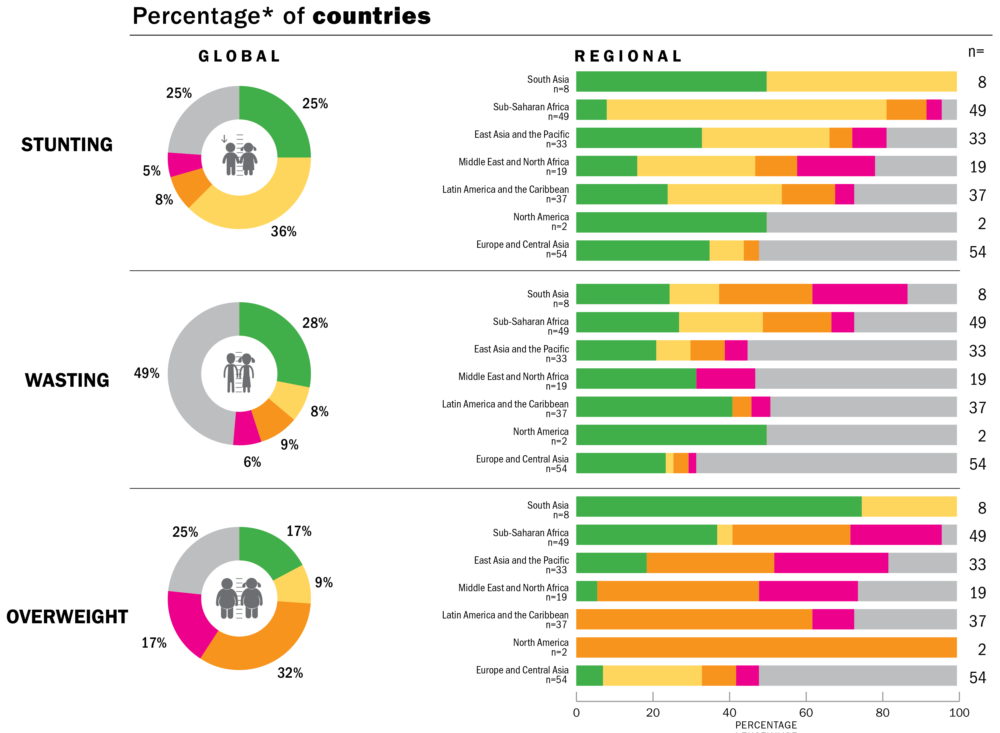 Percentage* of countries
GLOBAL
REGIONAL
n=
STUNTING
25%
25%
36%
8%
5%
South Asia
n=8
8
Sub-Saharan Africa
n=49
49
East Asia and the Pacific
n=33
33
Middle East and North Africa
n=19
19
Latin America and the Caribbean
n=37
37
North America
n=2
2
Europe and Central Asia
n=54
54
WASTING
28%
8%
9%
6%
49%
South Asia
n=8
8
Sub-Saharan Africa
n=49
49
East Asia and the Pacific
n=33
33
Middle East and North Africa
n=19
19
Latin America and the Caribbean
n=37
37
North America
n=2
2
Europe and Central Asia
n=54
54
OVERWEIGHT
25%
17%
9%
32%
17%
South Asia
n=8
8
Sub-Saharan Africa
n=49
49
East Asia and the Pacific
n=33
33
Middle East and North Africa
n=19
19
Latin America and the Caribbean
n=37
37
North America
n=2
2
Europe and Central Asia
n=54
54
0 20 40 60 80 100
PERCENTAGE